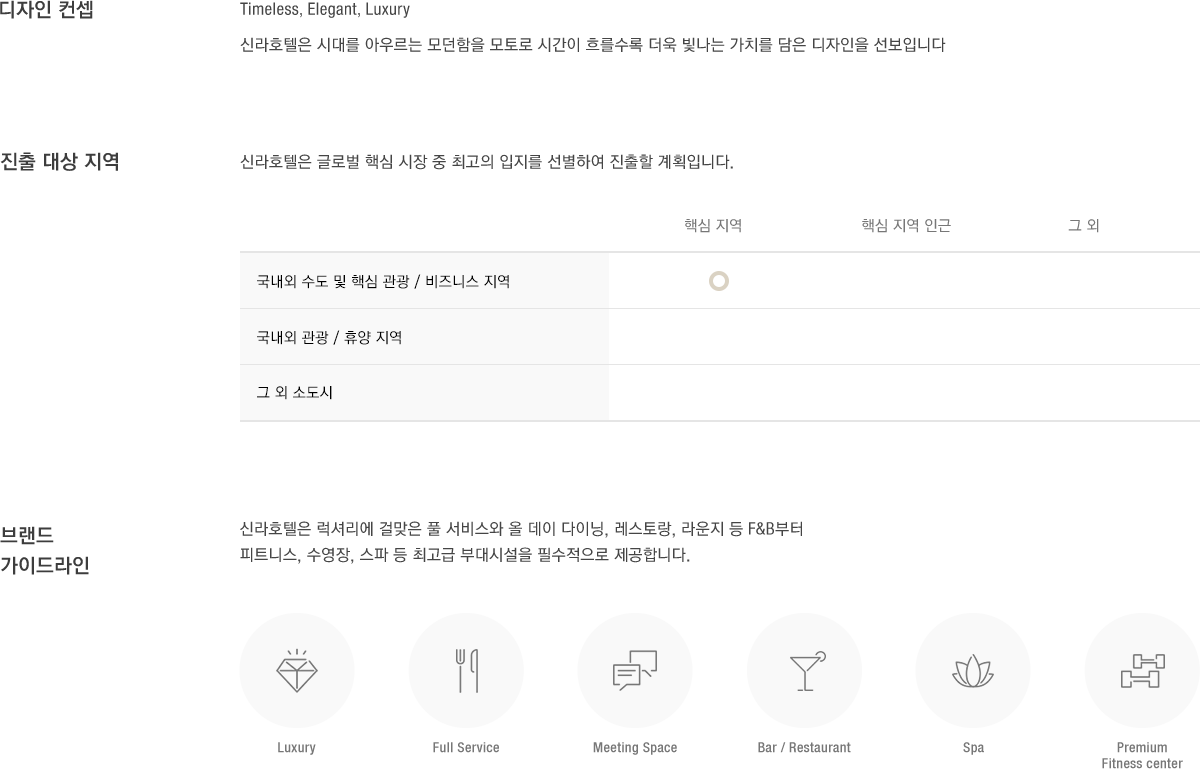 디자인 컨셉
Timeless, Elegant, Luxury
신라호텔은 시대를 아우르는 모던함을 모토로 시간이 흐를수록 더욱 빛나는 가치를 담은 디자인을 선보입니다
진출 대상 지역
신라호텔은 글로벌 핵심 시장 중 최고의 입지를 선별하여 진출할 계획입니다.
핵심 지역
핵심 지역 인근
그 외
국내외 수도 및 핵심 관광 / 비즈니스 지역
국내외 관광 / 휴양 지역
그 외 소도시
브랜드
가이드라인
신라호텔은 럭셔리에 걸맞은 풀 서비스와 올 데이 다이닝, 레스토랑, 라운지 등 F&B부터
피트니스, 수영장, 스파 등 최고급 부대시설을 필수적으로 제공합니다.
Luxury
Full Service
Meeting Space
Bar / Restaurant
Spa
Premium
Fitness center